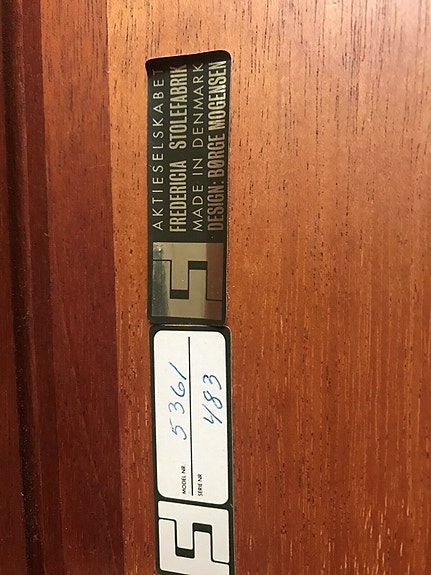 AKTIESELSKABET
FREDERICIA STOLEFABRIK
MADE IN DENMARK
DESIGN: BØRGE MOGENSEN
MODEL NR. 5361
SERIE NR 483